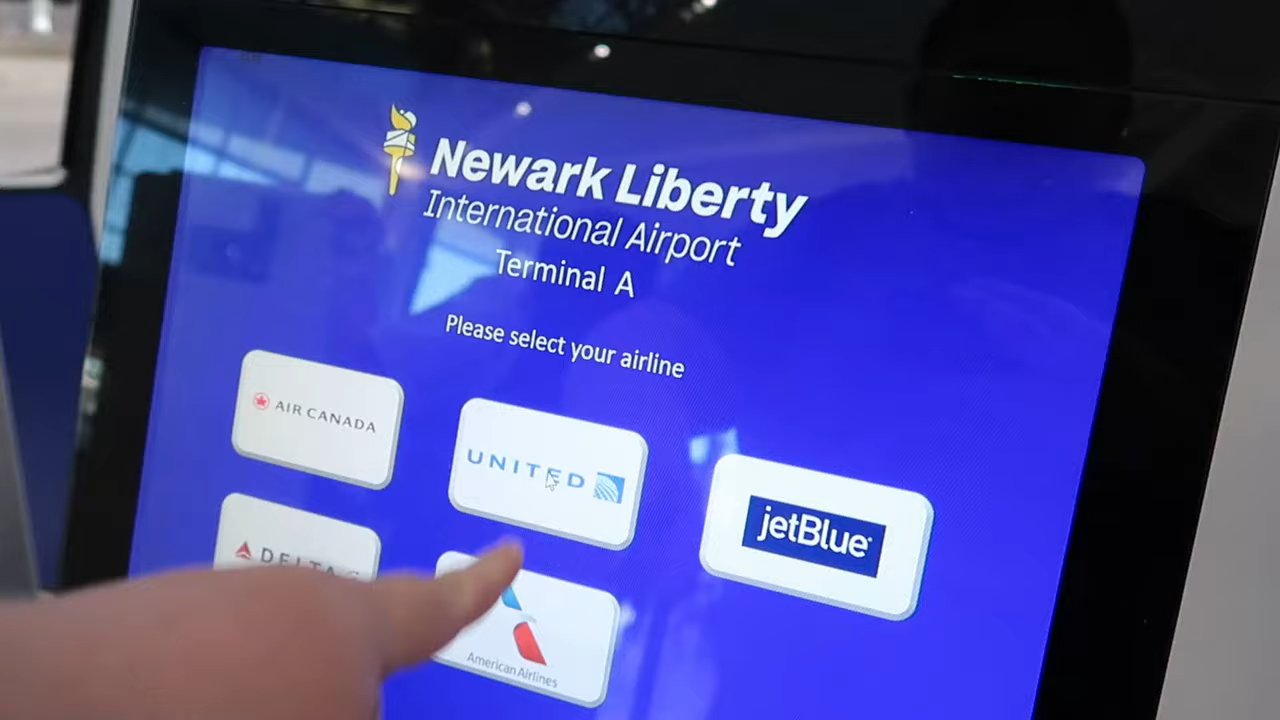 Newark Liberty
International Airport
Terminal A
Please select your airline
AIR CANADA
UNITED
jetBlue
DELTA
American Airlines